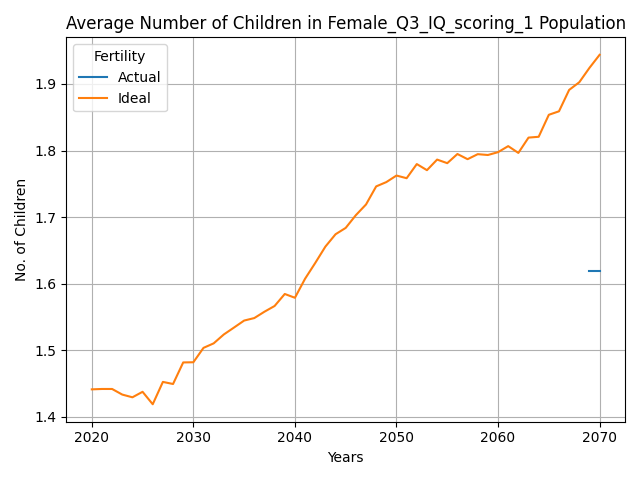 Average Number of Children in Female_Q3_IQ_scoring_1 Population
Fertility
Actual
Ideal
No. of Children
1.9
1.8
1.7
1.6
1.5
1.4
2020 2030 2040 2050 2060 2070
Years